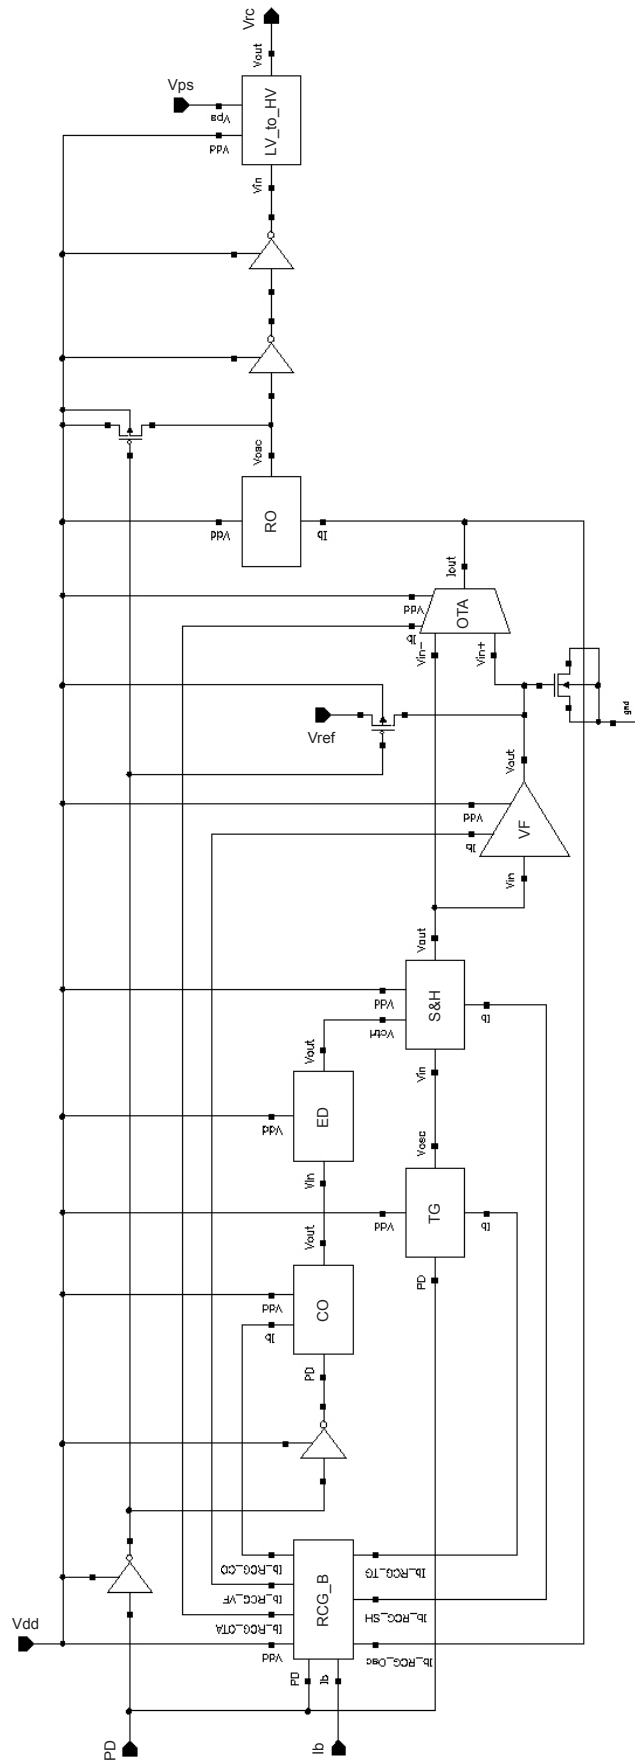 PD
Vdd
Ib
PD
Ib
Vdd
Ib_RCG_OTA
Ib_RCG_VF
Ib_RCG_CO
RCG_B
Ib_RCG_Osc
Ib_RCG_SH
Ib_RCG_TG
PD
Ib
Vdd
CO
Vout
PD
Vdd
TG
Ib
Vosc
Vin
Vdd
ED
Vout
Vctrl
Vdd
Vin
S&H
Ib
Vout
Vin
Ib
Vdd
VF
Vout
Vref
gnd
Vin-
Vin+
Ib
Vdd
OTA
Iout
Ib
Vdd
RO
Vosc
Vin
Vdd
Vps
Vps
LV_to_HV
Vout
Vrc